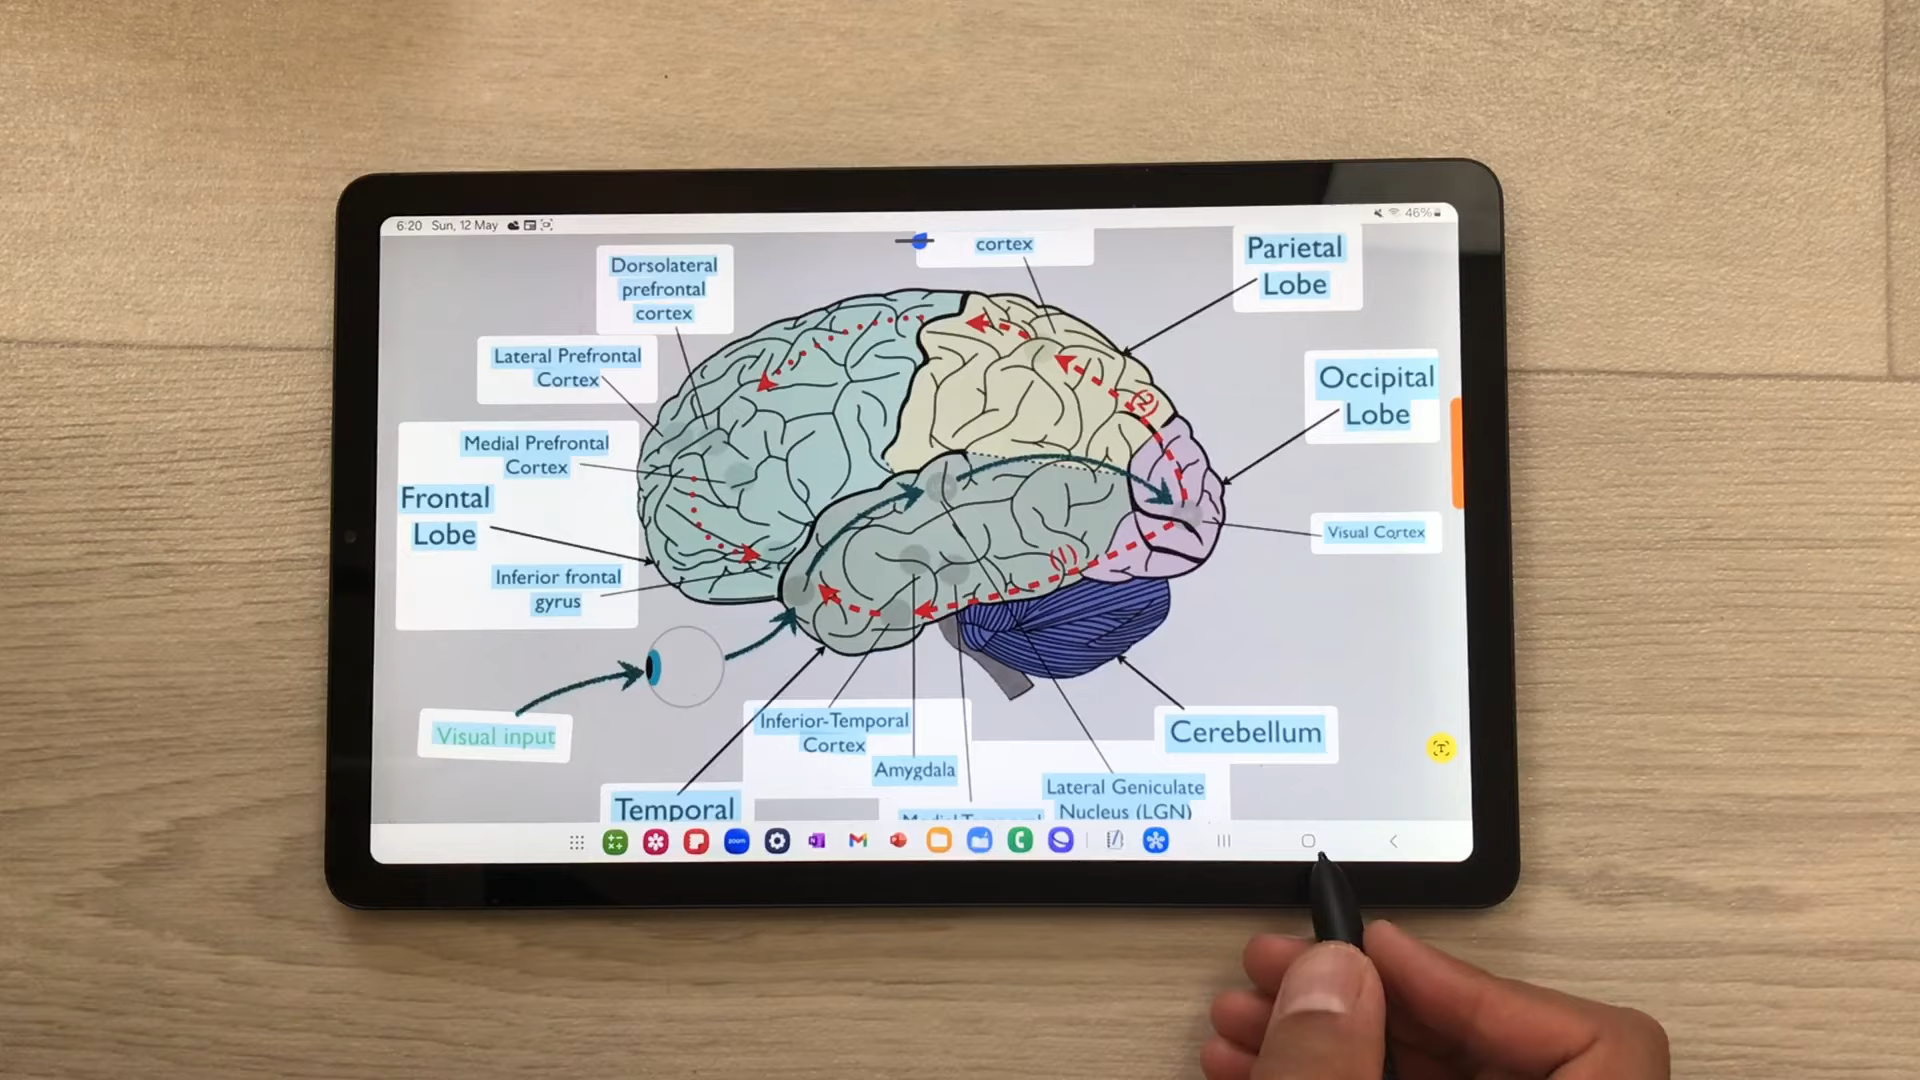 6:20 Sun, 12 May
46%
cortex
Parietal
Lobe
Dorsolateral
prefrontal
cortex
Lateral Prefrontal
Cortex
Occipital
Lobe
Medial Prefrontal
Cortex
Frontal
Lobe
Visual Cortex
Inferior frontal
gyrus
(2)
(1)
Visual input
Inferior-Temporal
Cortex
Amygdala
Cerebellum
Temporal
Lateral Geniculate
Nucleus (LGN)
zoom